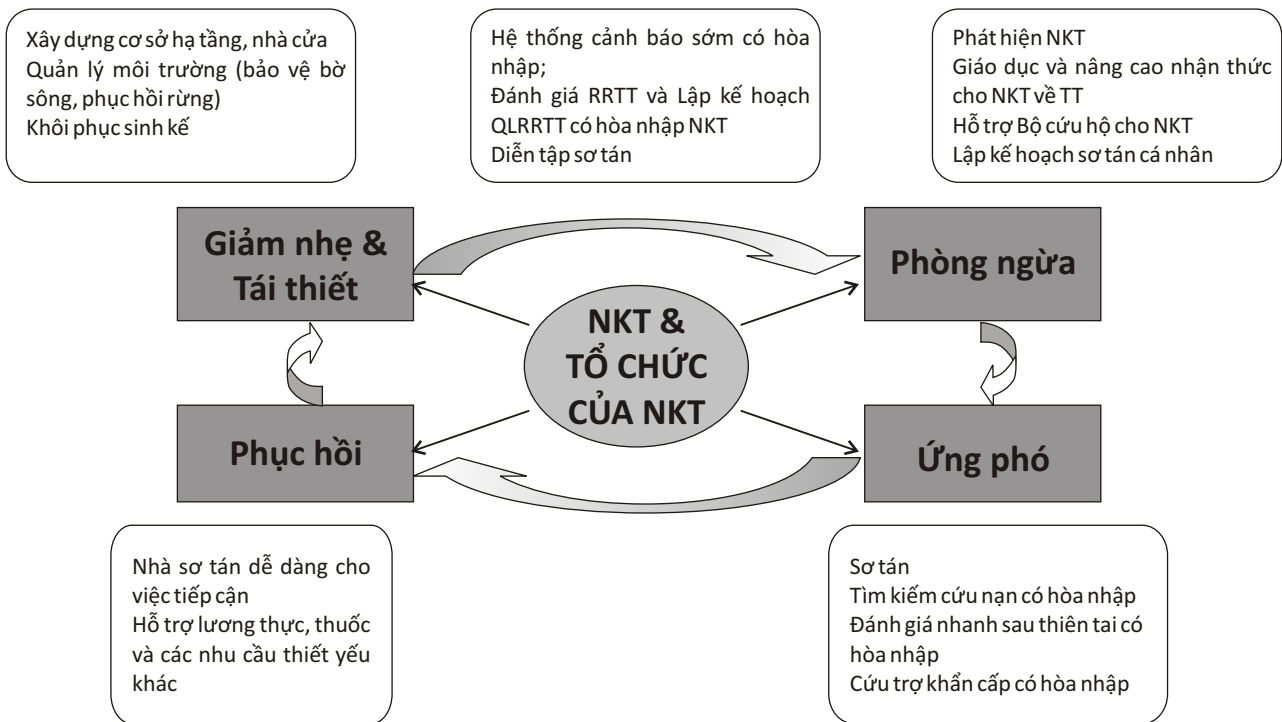 Xây dựng cơ sở hạ tầng, nhà cửa
Quản lý môi trường (bảo vệ bờ
sông, phục hồi rừng)
Khôi phục sinh kế
Hệ thống cảnh báo sớm có hòa
nhập;
Đánh giá RRTT và Lập kế hoạch
QLRRTT có hòa nhập NKT
Diễn tập sơ tán
Phát hiện NKT
Giáo dục và nâng cao nhận thức
cho NKT về TT
Hỗ trợ Bộ cứu hộ cho NKT
Lập kế hoạch sơ tán cá nhân
Giảm nhẹ &
Tái thiết
Phòng ngừa
NKT &
TỔ CHỨC
CỦA NKT
Phục hồi
Ứng phó
Nhà sơ tán dễ dàng cho
việc tiếp cận
Hỗ trợ lương thực, thuốc
và các nhu cầu thiết yếu
khác
Sơ tán
Tìm kiếm cứu nạn có hòa nhập
Đánh giá nhanh sau thiên tai có
hòa nhập
Cứu trợ khẩn cấp có hòa nhập